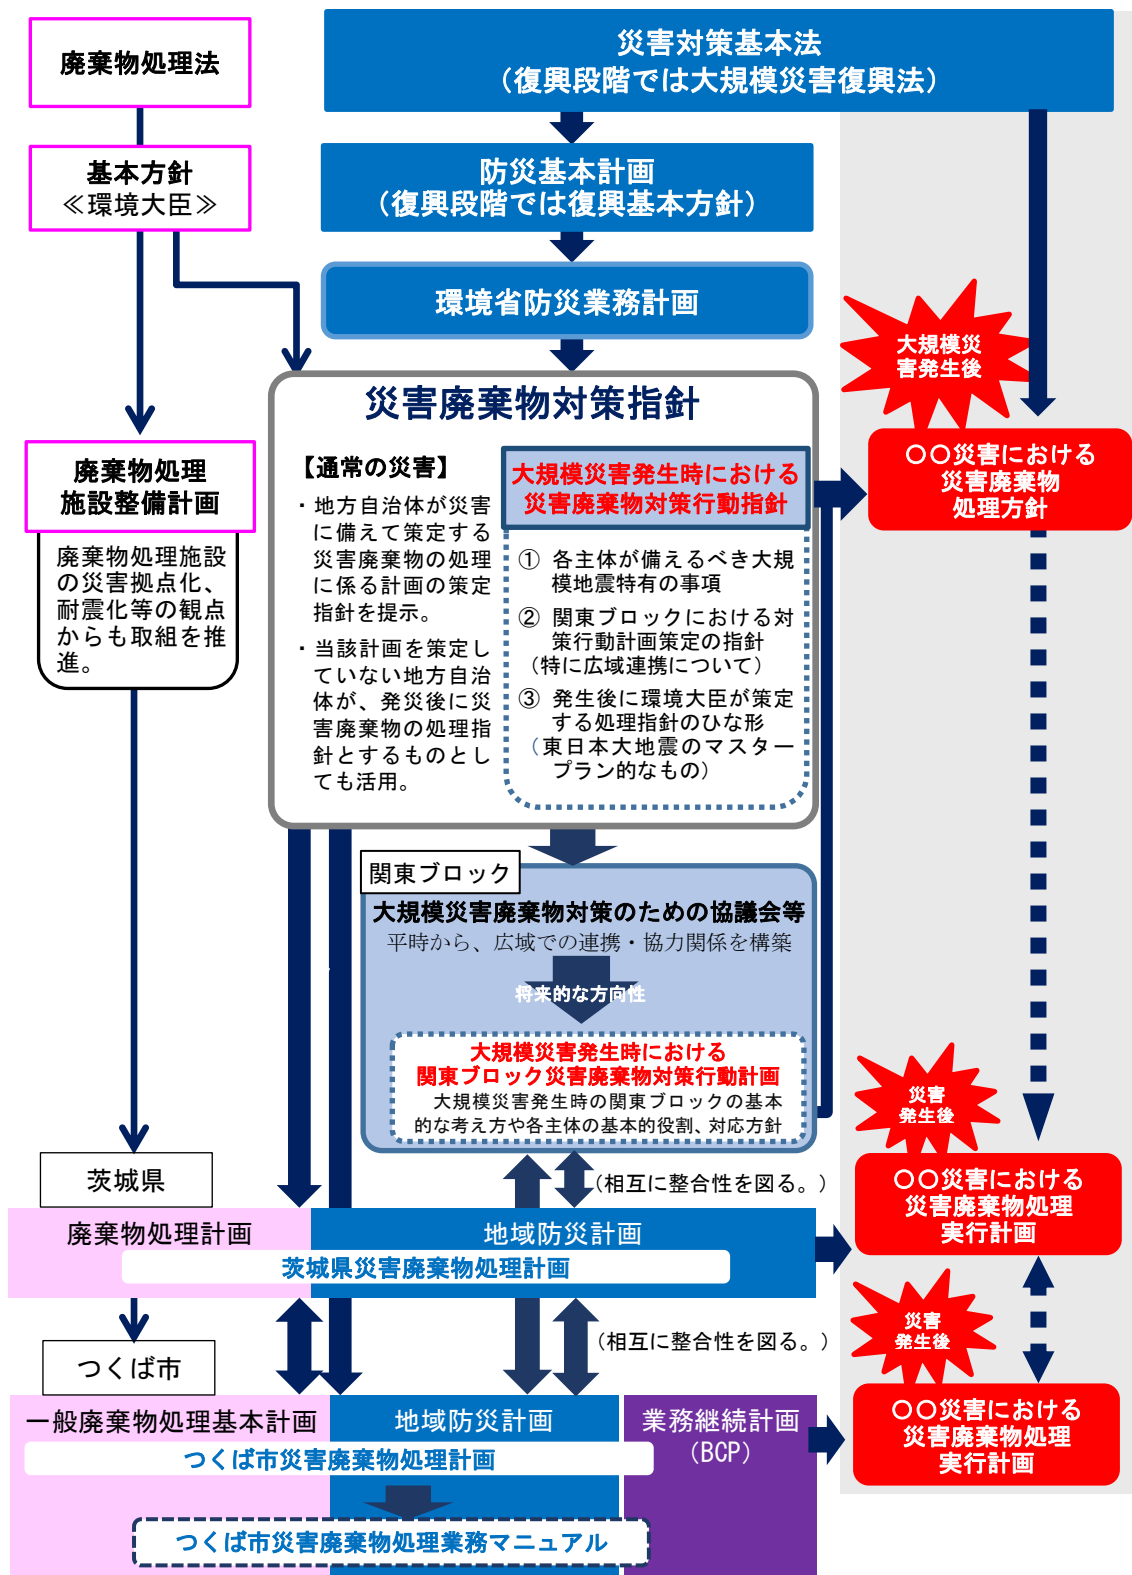 廃棄物処理法
災害対策基本法
（復興段階では大規模災害復興法）
基本方針
≪環境大臣≫
防災基本計画
（復興段階では復興基本方針）
環境省防災業務計画
大規模災
害発生後
災害廃棄物対策指針
【通常の災害】
・地方自治体が災害
に備えて策定する
災害廃棄物の処理
に係る計画の策定
指針を提示。
・当該計画を策定し
ていない地方自治
体が、発災後に災
害廃棄物の処理指
針とするものとし
ても活用。
大規模災害発生時における
災害廃棄物対策行動指針
① 各主体が備えるべき大規
模地震特有の事項
② 関東ブロックにおける対
策行動計画策定の指針
（特に広域連携について）
③ 発生後に環境大臣が策定
する処理指針のひな形
（東日本大地震のマスター
プラン的なもの）
〇〇災害における
災害廃棄物
処理方針
廃棄物処理
施設整備計画
廃棄物処理施設
の災害拠点化、
耐震化等の観点
からも取組を推
進。
関東ブロック
大規模災害廃棄物対策のための協議会等
平時から、広域での連携・協力関係を構築
将来的な方向性
大規模災害発生時における
関東ブロック災害廃棄物対策行動計画
大規模災害発生時の関東ブロックの基本
的な考え方や各主体の基本的役割、対応方針
災害
発生後
茨城県
（相互に整合性を図る。）
〇〇災害における
災害廃棄物処理
実行計画
廃棄物処理計画
地域防災計画
茨城県災害廃棄物処理計画
災害
発生後
つくば市
（相互に整合性を図る。）
一般廃棄物処理基本計画
地域防災計画
業務継続計画
（BCP）
〇〇災害における
災害廃棄物処理
実行計画
つくば市災害廃棄物処理計画
つくば市災害廃棄物処理業務マニュアル